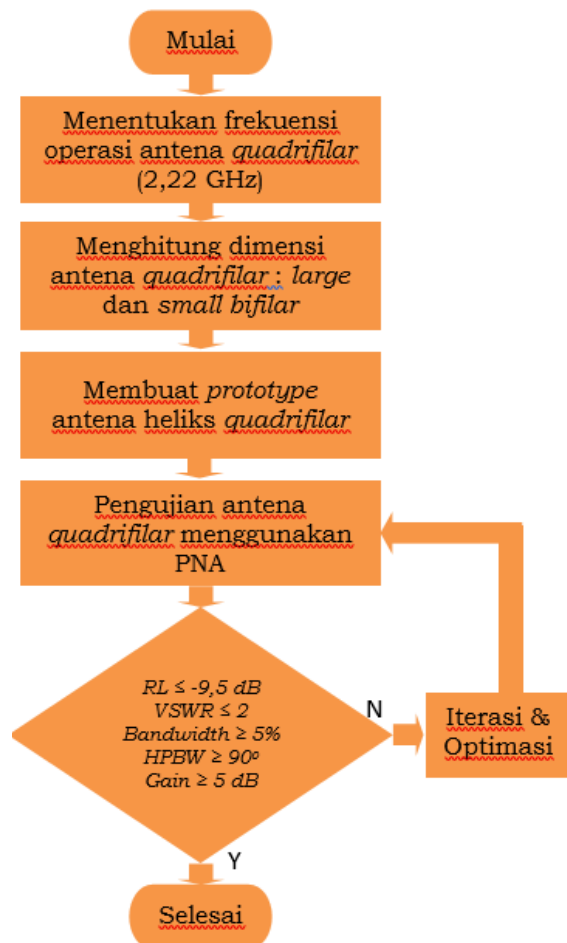 Mulai
Menentukan frekuensi
operasi antena quadrifilar
(2,22 GHz)
Menghitung dimensi
antena quadrifilar : large
dan small bifilar
Membuat prototype
antena heliks quadrifilar
Pengujian antena
quadrifilar menggunakan
PNA
RL ≤ -9,5 dB
VSWR ≤ 2
Bandwidth ≥ 5%
HPBW ≥ 90°
Gain ≥ 5 dB
N
Iterasi &
Optimasi
Y
Selesai